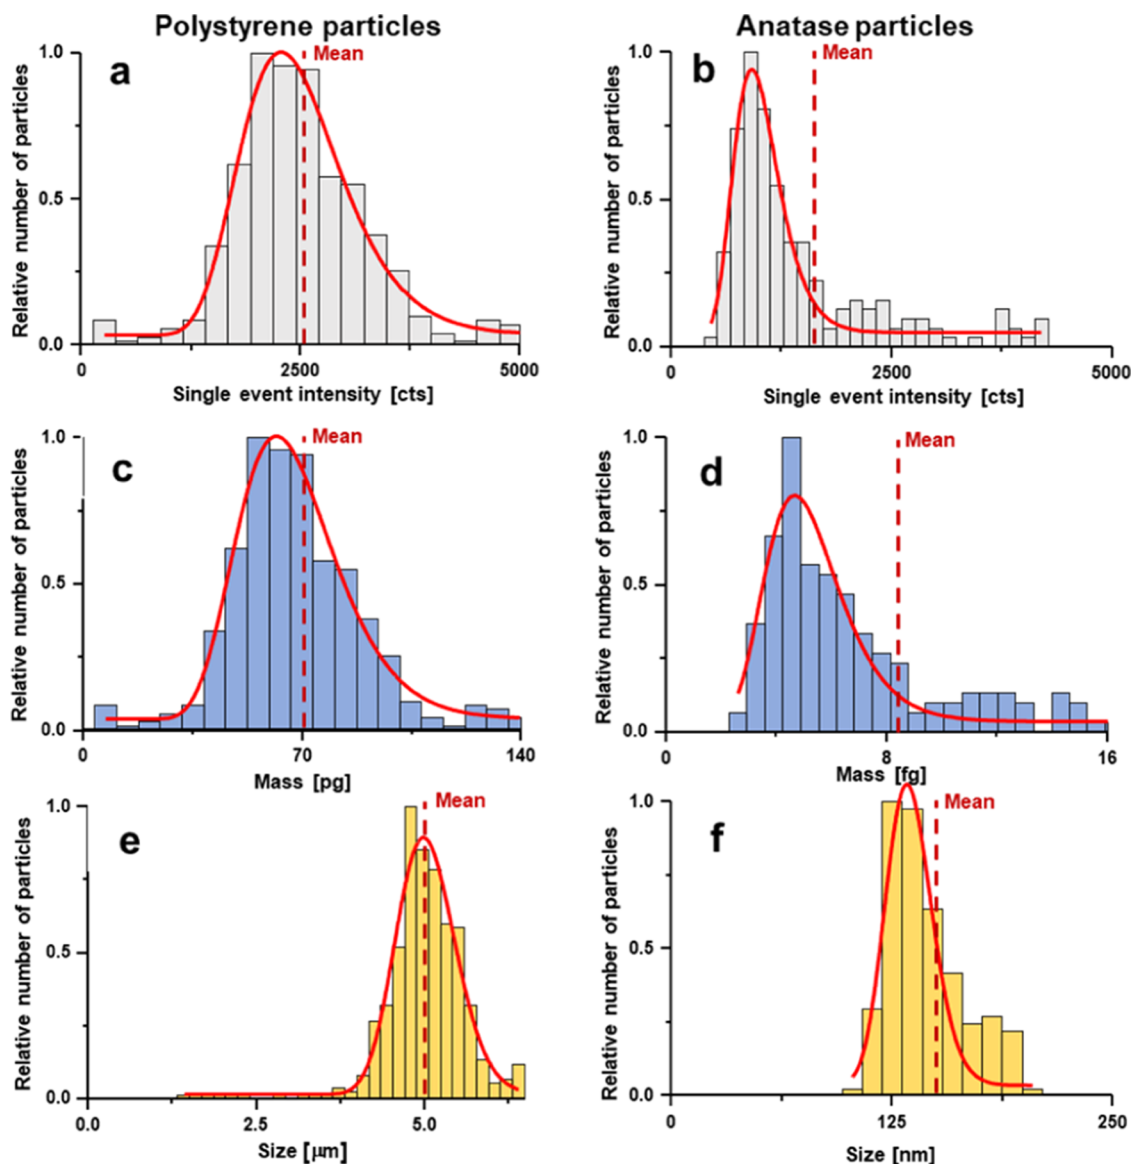 Polystyrene particles
Anatase particles
a
Mean
1.0
0.5
0.0
Relative number of particles
0
2500
5000
Single event intensity [cts]
b
Mean
1.0
0.5
0.0
Relative number of particles
0
2500
5000
Single event intensity [cts]
c
Mean
1.0
0.5
0.0
Relative number of particles
0
70
140
Mass [pg]
d
Mean
1.0
0.5
0.0
Relative number of particles
0
8
16
Mass [fg]
e
Mean
1.0
0.5
0.0
Relative number of particles
0.0
2.5
5.0
Size [μm]
f
Mean
1.0
0.5
0.0
Relative number of particles
0
125
250
Size [nm]